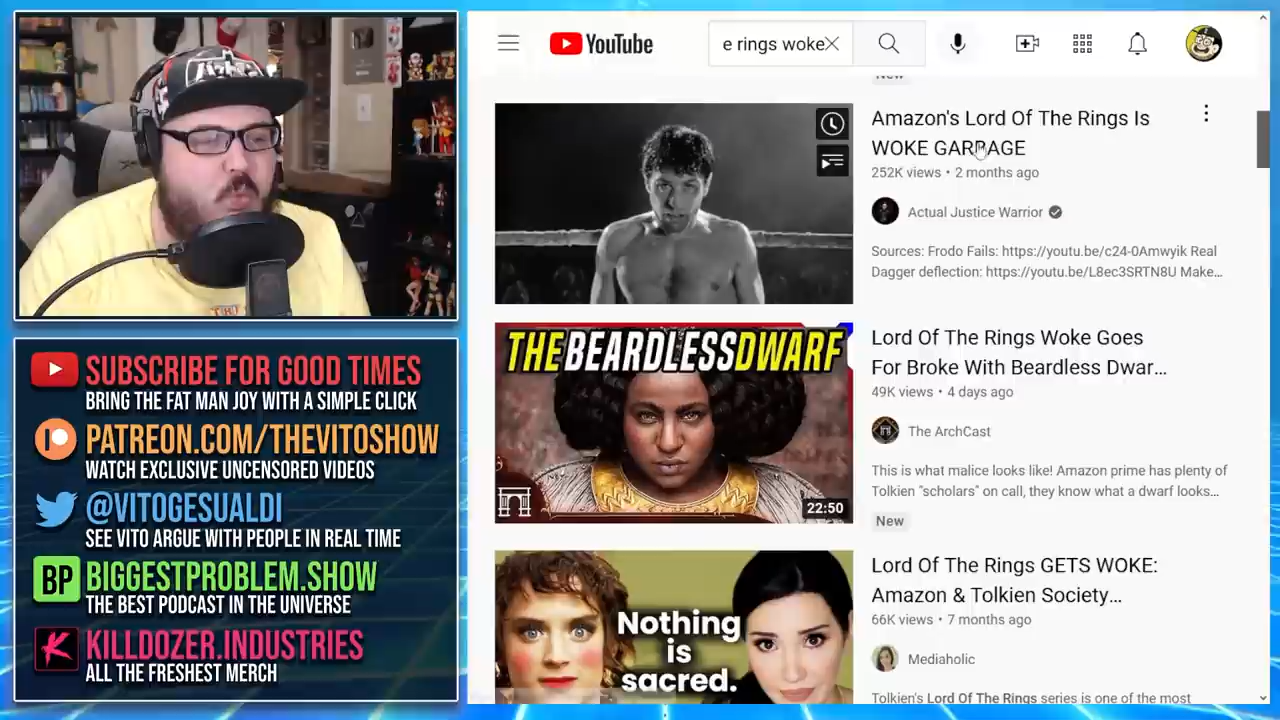 SUBSCRIBE FOR GOOD TIMES
BRING THE FAT MAN JOY WITH A SIMPLE CLICK
PATREON.COM/THEVITOSHOW
WATCH EXCLUSIVE UNCENSORED VIDEOS
@VITOGESUALDI
SEE VITO ARGUE WITH PEOPLE IN REAL TIME
BP
BIGGESTPROBLEM.SHOW
THE BEST PODCAST IN THE UNIVERSE
K
KILLDOZER.INDUSTRIES
ALL THE FRESHEST MERCH
YouTube
e rings woke
New
Amazon's Lord Of The Rings Is
WOKE GARBAGE
252K views • 2 months ago
Actual Justice Warrior
Sources: Frodo Fails: https://youtu.be/c24-0Amwyik Real
Dagger deflection: https://youtu.be/L8ec3SRTN8U Make...
THE BEARDLESS DWARF
22:50
Lord Of The Rings Woke Goes
For Broke With Beardless Dwar...
49K views • 4 days ago
The ArchCast
This is what malice looks like! Amazon prime has plenty of
Tolkien "scholars" on call, they know what a dwarf looks...
New
Nothing
is
sacred.
Lord Of The Rings GETS WOKE:
Amazon & Tolkien Society...
66K views • 7 months ago
Mediaholic
Tolkien's Lord Of The Rings series is one of the most